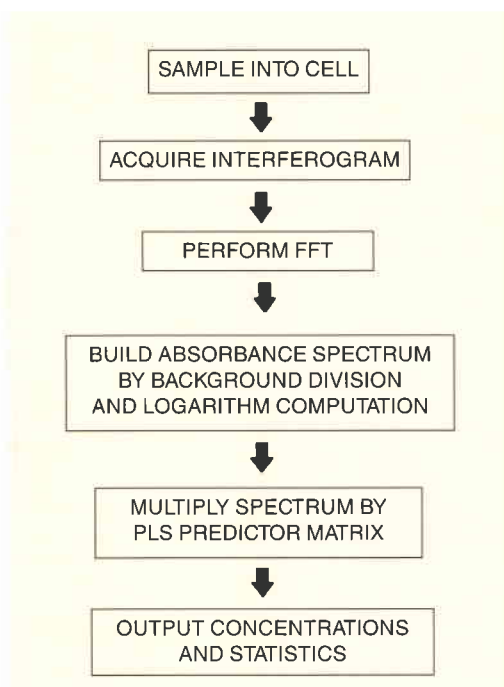 SAMPLE INTO CELL
ACQUIRE INTERFEROGRAM
PERFORM FFT
BUILD ABSORBANCE SPECTRUM
BY BACKGROUND DIVISION
AND LOGARITHM COMPUTATION
MULTIPLY SPECTRUM BY
PLS PREDICTOR MATRIX
OUTPUT CONCENTRATIONS
AND STATISTICS